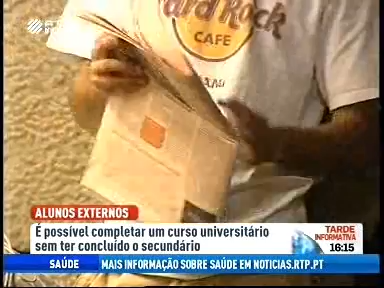 Hard Rock
CAFE
MIAMI
ALUNOS EXTERNOS
É possível completar um curso universitário
sem ter concluído o secundário
TARDE
INFORMATIVA
16:15
SAÚDE
MAIS INFORMAÇÃO SOBRE SAÚDE EM NOTICIAS.RTP.PT